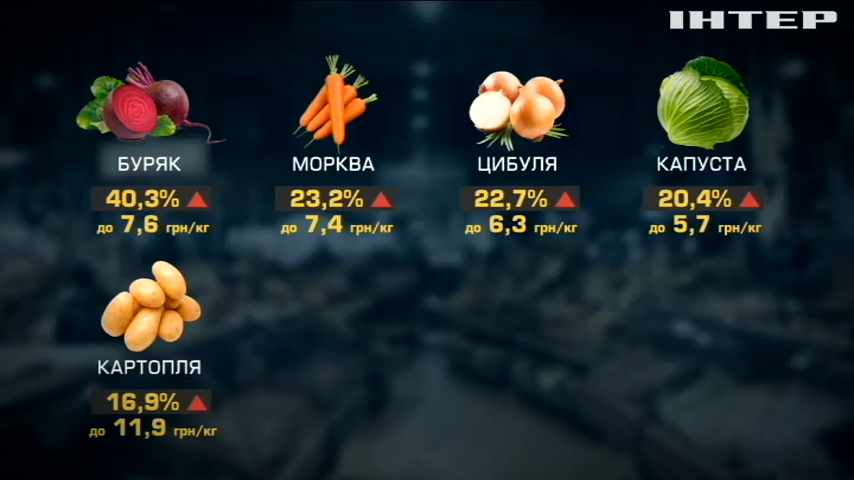 ІНТЕР
БУРЯК
40,3%
до 7,6 грн/кг
МОРКВА
23,2%
до 7,4 грн/кг
ЦИБУЛЯ
22,7%
до 6,3 грн/кг
КАПУСТА
20,4%
до 5,7 грн/кг
КАРТОПЛЯ
16,9%
до 11,9 грн/кг